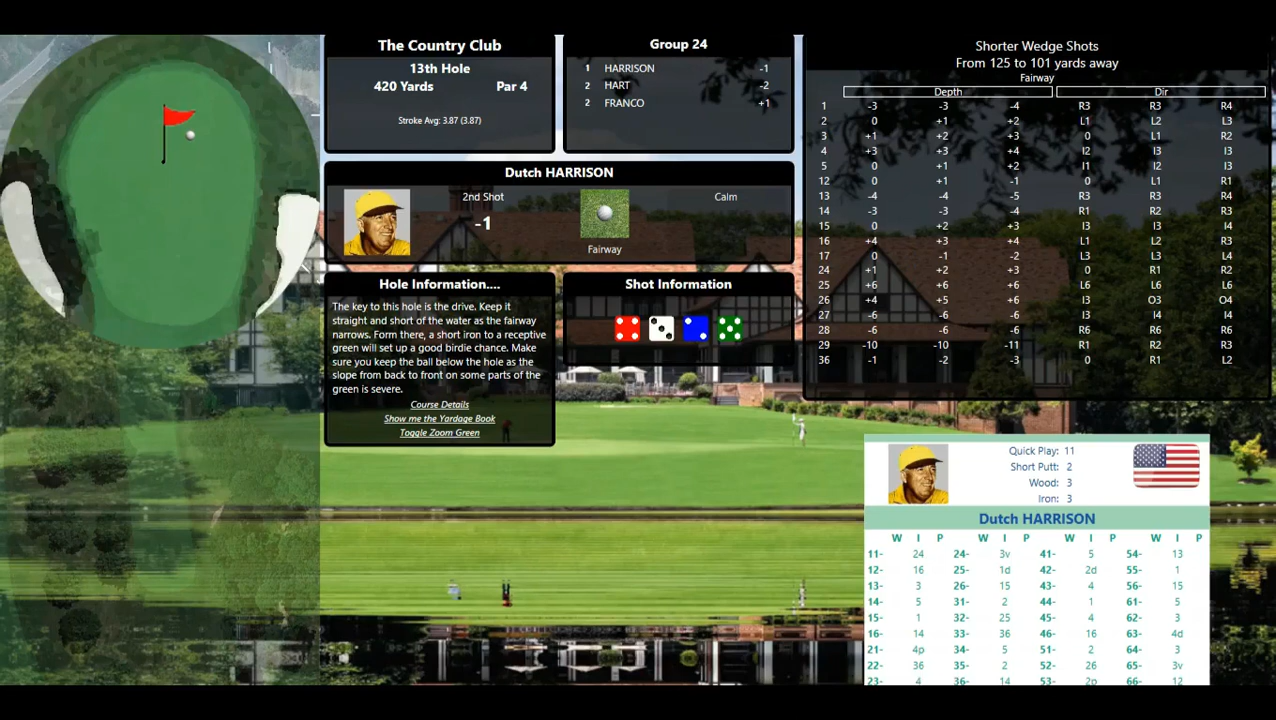 The Country Club
13th Hole
420 Yards Par 4
Stroke Avg: 3.87 (3.87)
Group 24
1 HARRISON -1
2 HART -2
2 FRANCO +1
Dutch HARRISON
2nd Shot
-1
Fairway
Calm
Hole Information....
The key to this hole is the drive. Keep it
straight and short of the water as the fairway
narrows. Form there, a short iron to a receptive
green will set up a good birdie chance. Make
sure you keep the ball below the hole as the
slope from back to front on some parts of the
green is severe.
Course Details
Show me the Yardage Book
Toggle Zoom Green
Shot Information
Shorter Wedge Shots
From 125 to 101 yards away
Fairway
Depth Dir
1 -3 -3 -4 R3 R3 R4
2 0 +1 +2 L1 L2 L3
3 +1 +2 +3 0 L1 R2
4 +3 +3 +4 I2 I3 I3
5 0 +1 +2 I1 I2 I3
12 0 +1 -1 0 L1 R1
13 -4 -4 -5 R3 R3 R3
14 -3 -3 -4 R1 R2 R3
15 0 +2 +3 I3 I3 I4
16 +4 +3 +4 L1 L2 R3
17 0 -1 -2 L3 L3 L4
24 +1 +2 +3 0 R1 R2
25 +6 +6 +6 L6 L6 L6
26 +4 +5 +6 I3 O3 O4
27 -6 -6 -6 I3 I4 I4
28 -6 -6 -6 R6 R6 R6
29 -10 -10 -11 R1 R2 R3
36 -1 -2 -3 0 R1 L2
Quick Play: 11
Short Putt: 2
Wood: 3
Iron: 3
Dutch HARRISON
W I P W I P W I P W I P
11- 24 24- 3v 41- 5 54- 13
12- 16 25- 1d 42- 2d 55- 1
13- 3 26- 15 43- 4 56- 15
14- 5 31- 2 44- 1 61- 5
15- 1 32- 25 45- 4 62- 3
16- 14 33- 36 46- 16 63- 4d
21- 4p 34- 5 51- 2 64- 3
22- 36 35- 2 52- 26 65- 3v
23- 4 36- 14 53- 2p 66- 12